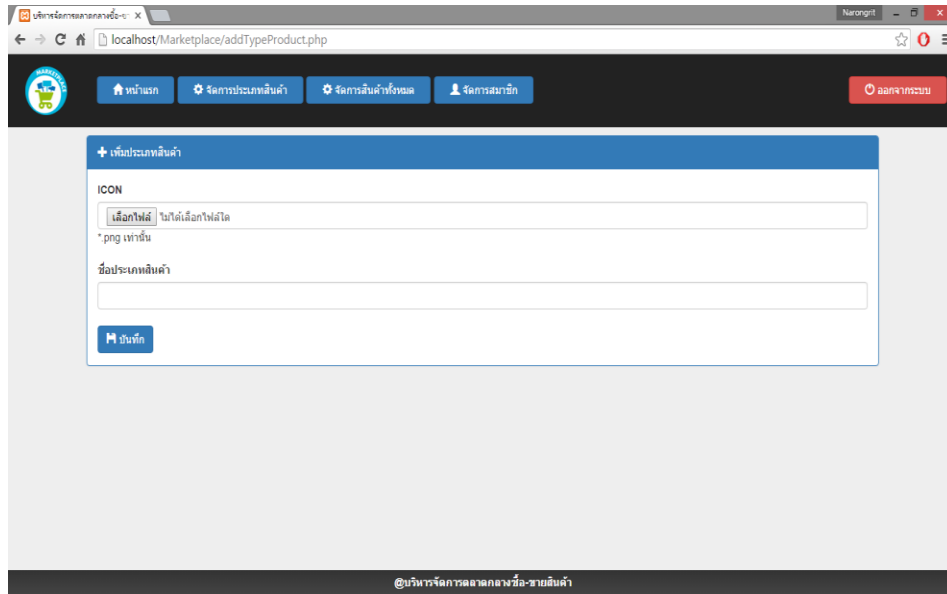 บริหารจัดการตลาดกลางซื้อ-ขา
Narongrit
localhost/Marketplace/addTypeProduct.php
MARKETPLACE
หน้าแรก
จัดการประเภทสินค้า
จัดการสินค้าทั้งหมด
จัดการสมาชิก
ออกจากระบบ
เพิ่มประเภทสินค้า
ICON
เลือกไฟล์ ไม่ได้เลือกไฟล์ใด
*.png เท่านั้น
ชื่อประเภทสินค้า
บันทึก
@บริหารจัดการตลาดกลางซื้อ-ขายสินค้า